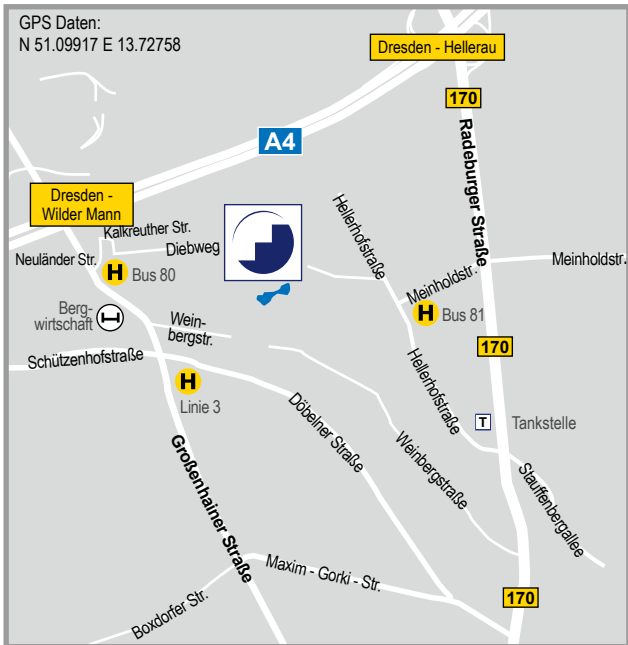 GPS Daten:
N 51.09917 E 13.72758
Dresden - Hellerau
170
Radeburger Straße
A4
Dresden -
Wilder Mann
Kalkreuther Str.
Diebweg
Neuländer Str.
H Bus 80
Hellerhofstraße
Meinholdstr.
Meinholdstr.
H Bus 81
Berg-
wirtschaft
Wein-
bergstr.
Schützenhofstraße
H
Linie 3
170
Hellerhofstraße
Döbelner Straße
Weinbergstraße
T Tankstelle
Stauffenbergallee
Großenhainer Straße
Maxim - Gorki - Str.
Boxdorfer Str.
170